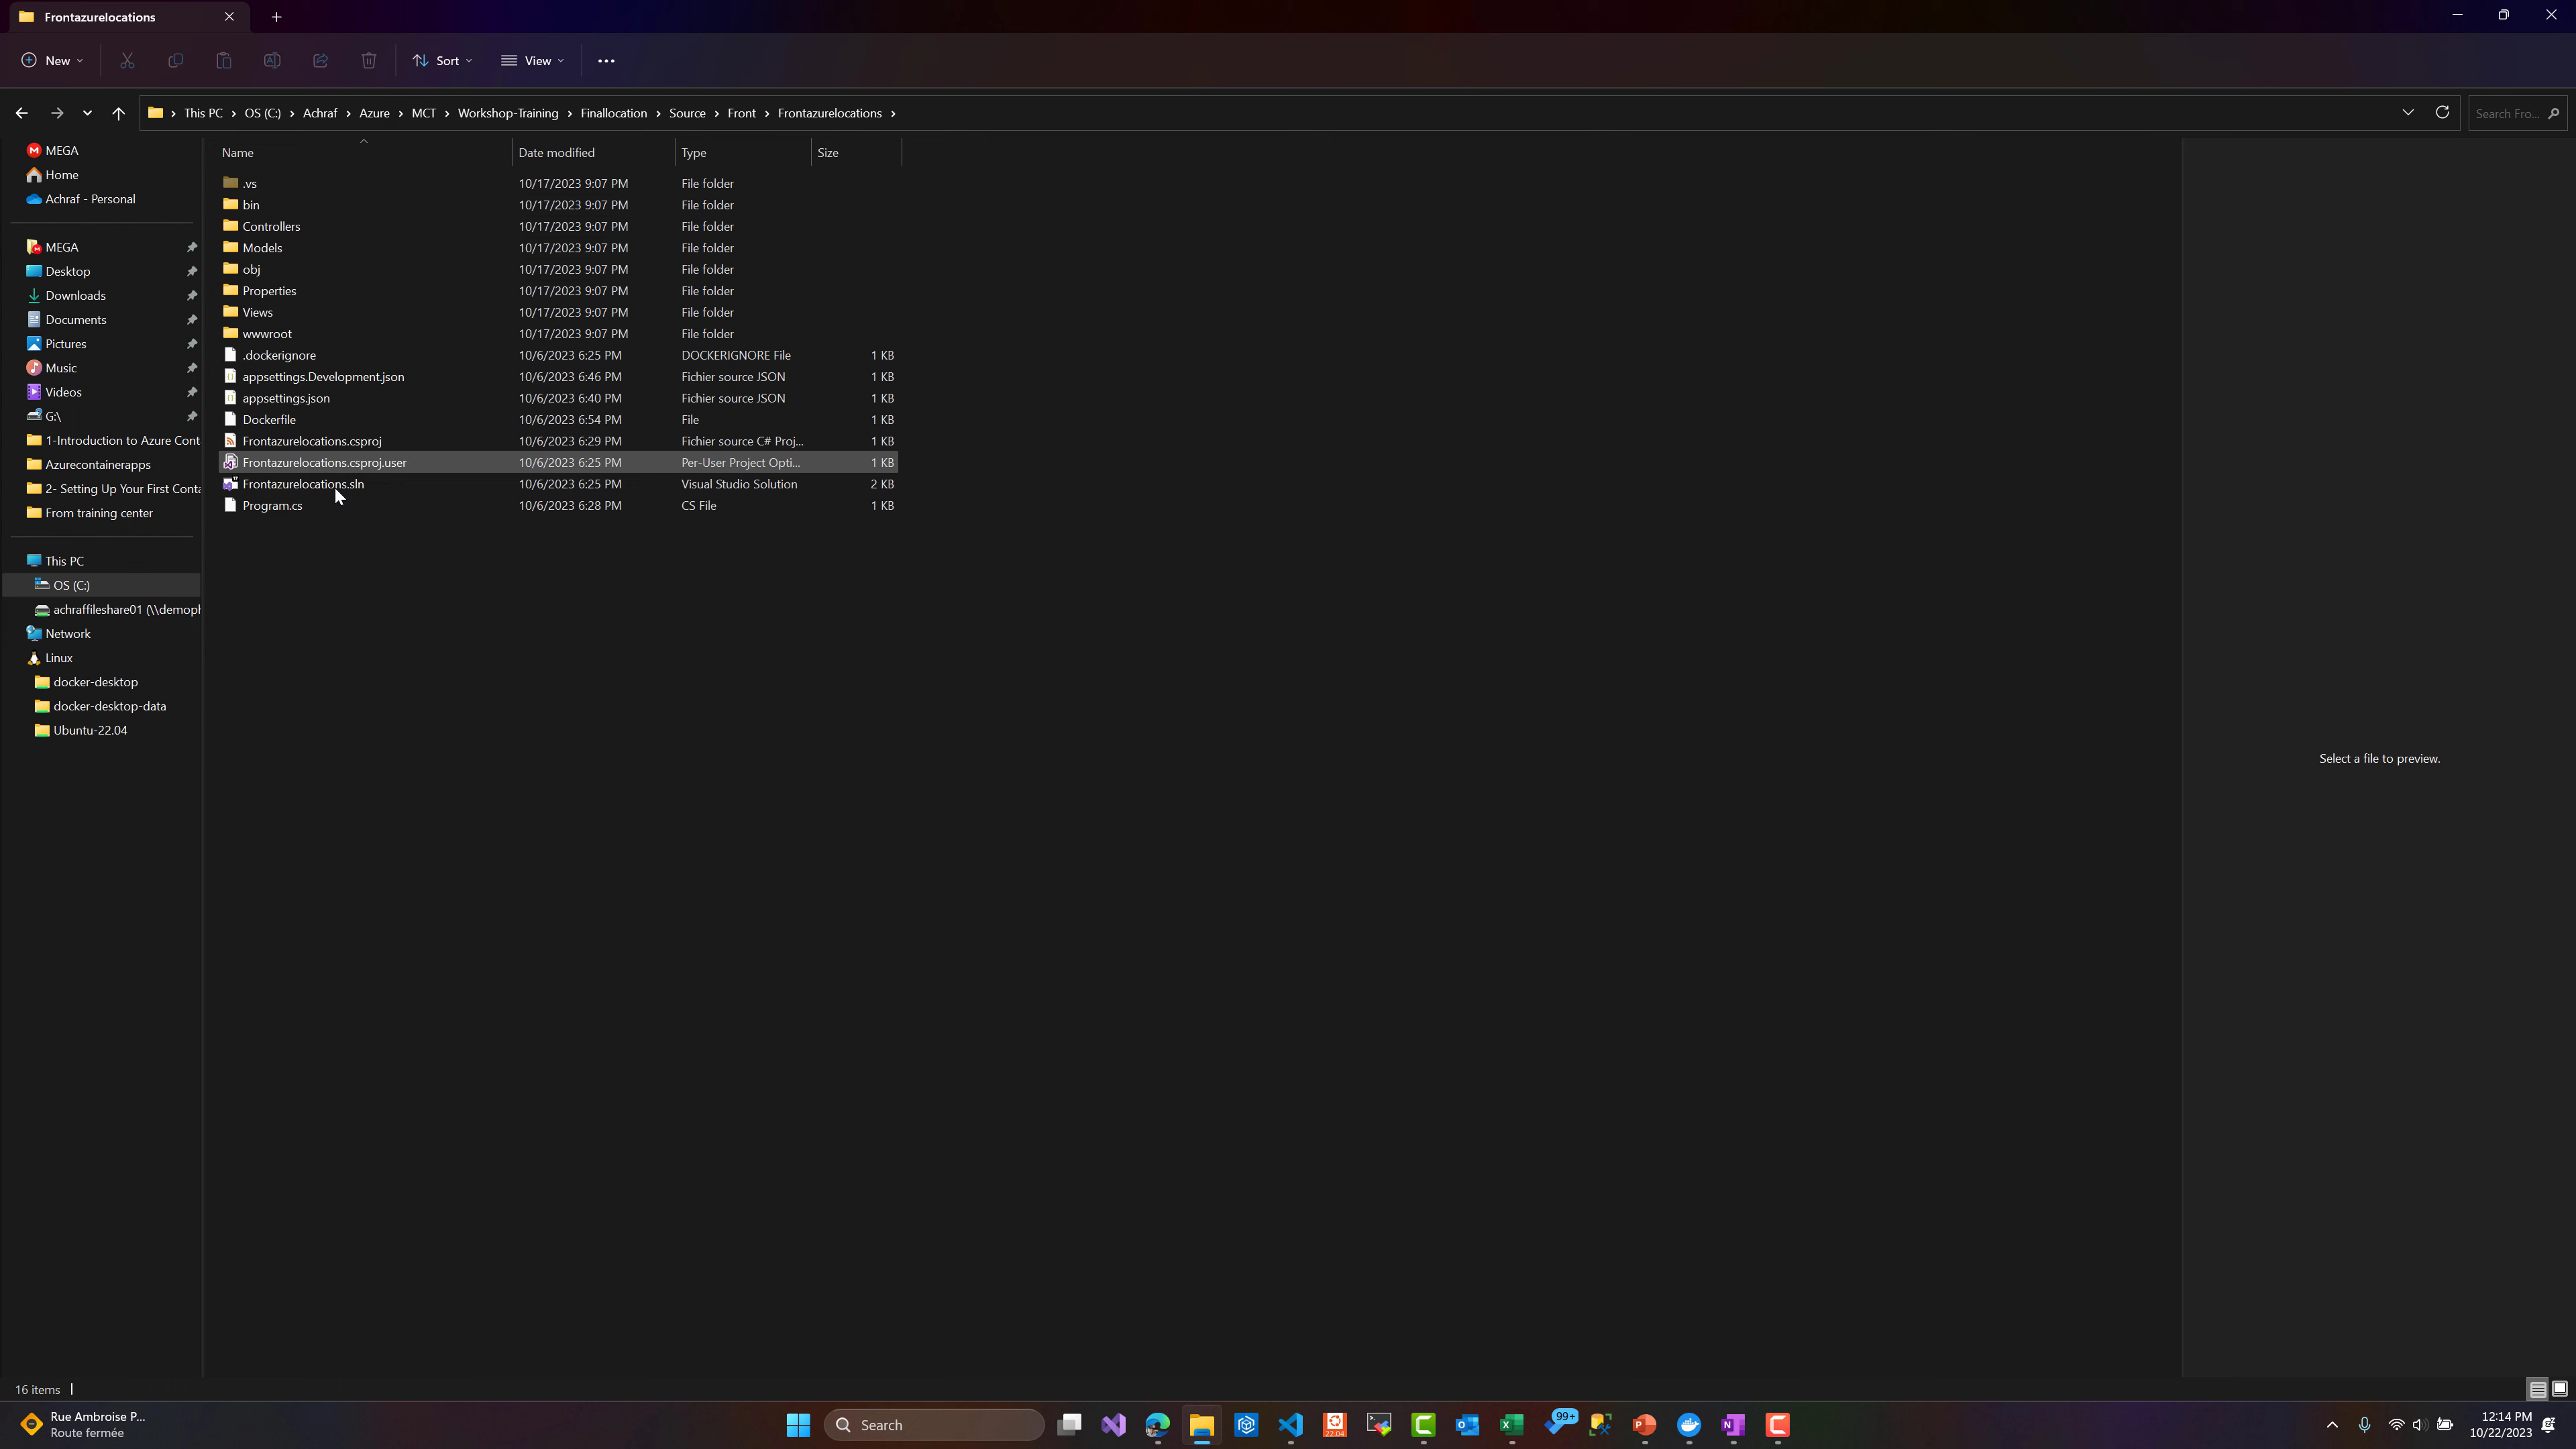 Frontazurelocations
New
Sort
View
This PC
OS (C:)
Achraf
Azure
MCT
Workshop-Training
Finallocation
Source
Front
Frontazurelocations
Search Fro...
MEGA
Home
Achraf - Personal
MEGA
Desktop
Downloads
Documents
Pictures
Music
Videos
G:\
1-Introduction to Azure Cont
Azurecontainerapps
2- Setting Up Your First Conta
From training center
This PC
OS (C:)
achraffileshare01 (\\demoph
Network
Linux
docker-desktop
docker-desktop-data
Ubuntu-22.04
Name Date modified Type Size
.vs 10/17/2023 9:07 PM File folder
bin 10/17/2023 9:07 PM File folder
Controllers 10/17/2023 9:07 PM File folder
Models 10/17/2023 9:07 PM File folder
obj 10/17/2023 9:07 PM File folder
Properties 10/17/2023 9:07 PM File folder
Views 10/17/2023 9:07 PM File folder
wwwroot 10/17/2023 9:07 PM File folder
.dockerignore 10/6/2023 6:25 PM DOCKERIGNORE File 1 KB
appsettings.Development.json 10/6/2023 6:46 PM Fichier source JSON 1 KB
appsettings.json 10/6/2023 6:40 PM Fichier source JSON 1 KB
Dockerfile 10/6/2023 6:54 PM File 1 KB
Frontazurelocations.csproj 10/6/2023 6:29 PM Fichier source C# Proj... 1 KB
Frontazurelocations.csproj.user 10/6/2023 6:25 PM Per-User Project Opti... 1 KB
Frontazurelocations.sln 10/6/2023 6:25 PM Visual Studio Solution 2 KB
Program.cs 10/6/2023 6:28 PM CS File 1 KB
Select a file to preview.
16 items
Rue Ambroise P...
Route fermée
Search
22.04
99+
12:14 PM
10/22/2023